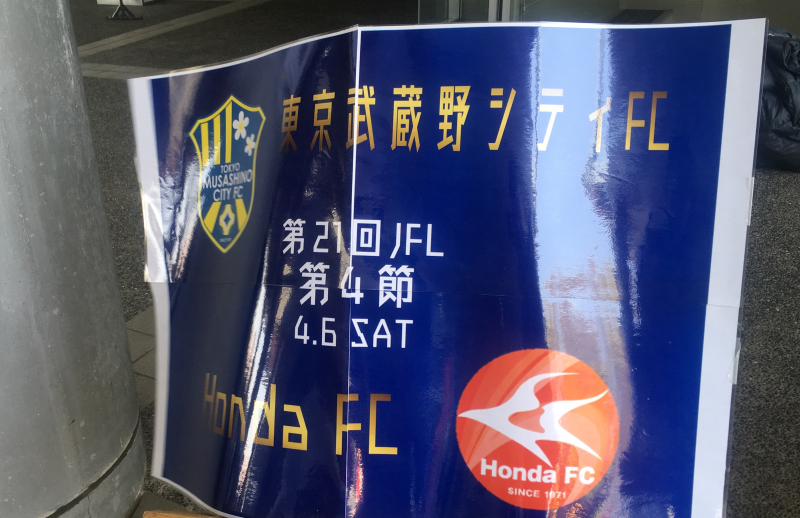 東京武蔵野シティFC
TOKYO
MUSASHINO
CITY FC
第21回JFL
第4節
4.6 SAT
Honda FC
Honda FC
SINCE 1971